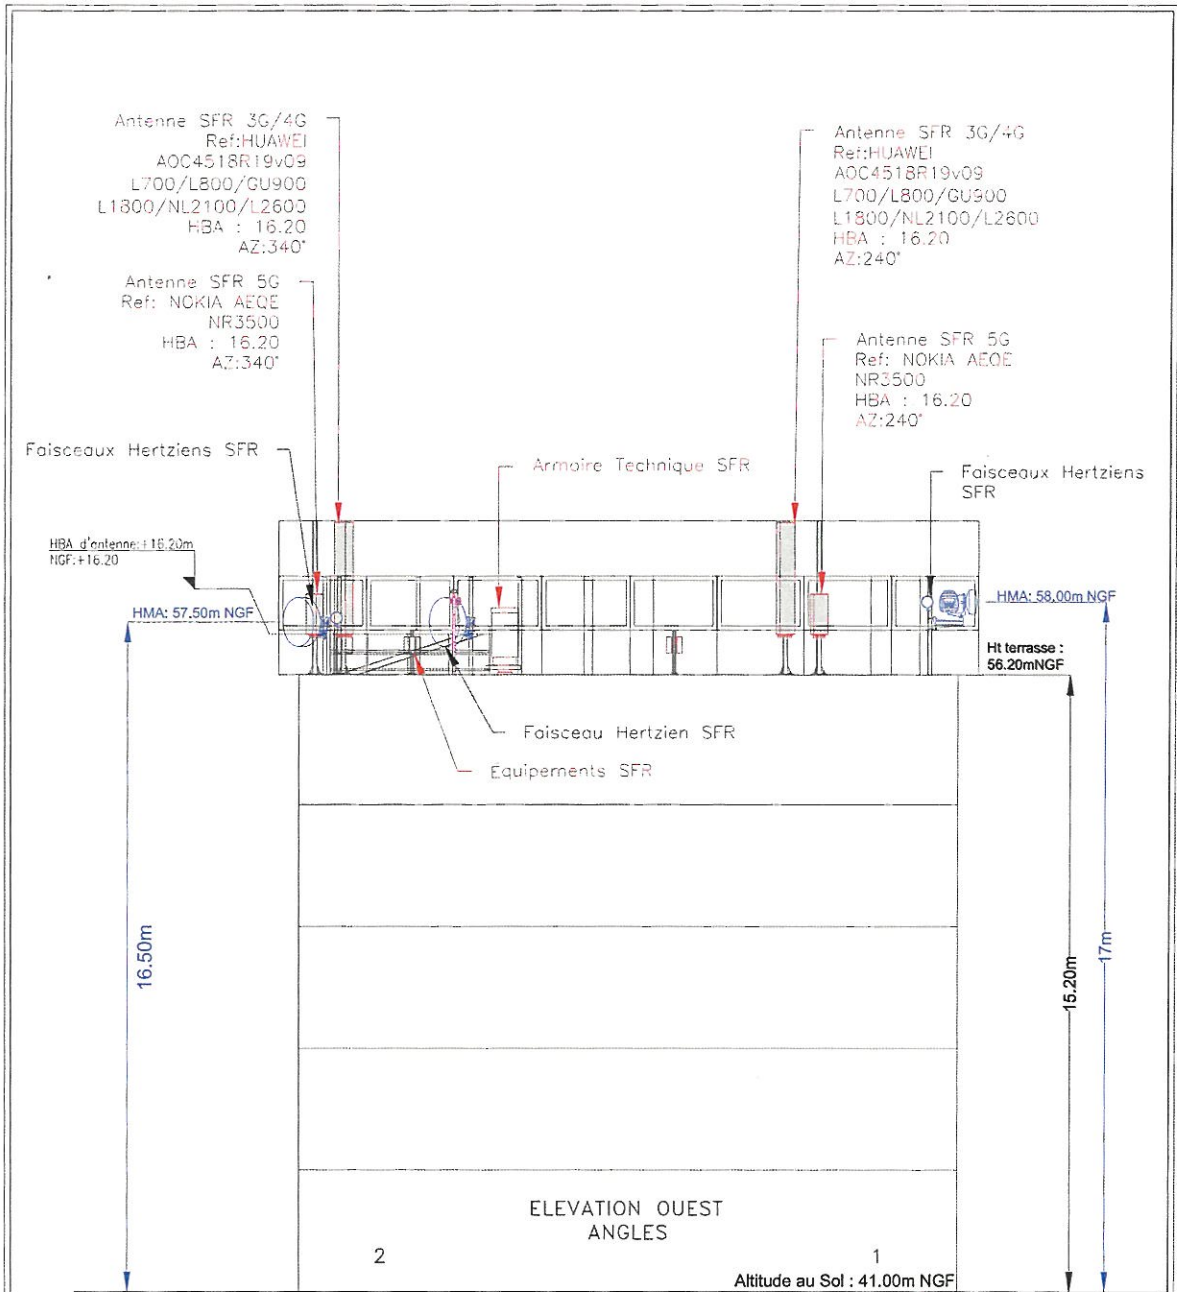 Antenne SFR 3G/4G
Ref:HUAWEI
AOC4518R19v09
L700/L800/GU900
L1800/NL2100/L2600
HBA : 16.20
AZ:340°
Antenne SFR 3G/4G
Ref:HUAWEI
AOC4518R19v09
L700/L800/GU900
L1800/NL2100/L2600
HBA : 16.20
AZ:240°
Antenne SFR 5G
Ref: NOKIA AEQE
NR3500
HBA : 16.20
AZ:340°
Antenne SFR 5G
Ref: NOKIA AEQE
NR3500
HBA : 16.20
AZ:240°
Faisceaux Hertziens SFR
Armoire Technique SFR
Faisceaux Hertziens
SFR
HBA d'antenne:+16.20m
NGF:+16.20
HMA: 57.50m NGF
HMA: 58.00m NGF
Ht terrasse :
56.20mNGF
Faisceau Hertzien SFR
Equipements SFR
16.50m
15.20m
17m
ELEVATION OUEST
ANGLES
2
1
Altitude au Sol : 41.00m NGF